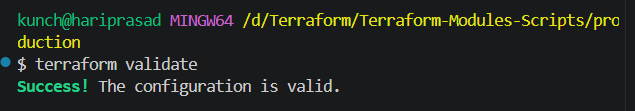 kunch@hariprasad MINGW64 /d/Terraform/Terraform-Modules-Scripts/pro
duction
$ terraform validate
Success! The configuration is valid.